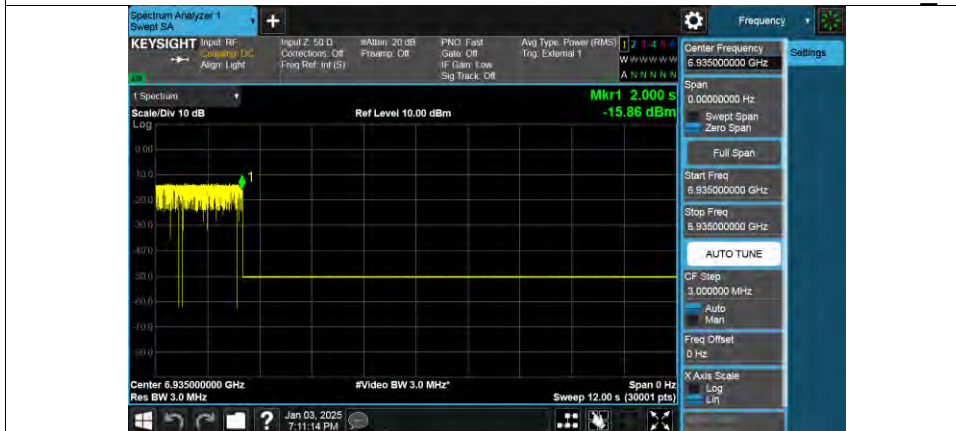 Spectrum Analyzer 1
Swept SA
Frequency
KEYSIGHT
Input: RF
Coupling: DC
Align: Light
Input Z: 50 Ω
Corrections: Off
Freq Ref: Int (S)
#Atten: 20 dB
Preamp: Off
PNO: Fast
Gate: Off
IF Gain: Low
Sig Track: Off
Avg Type: Power (RMS)
Trig: External 1
1 2 3 4 5 6
W W W W W W
A N N N N N
Center Frequency
6.935000000 GHz
Settings
1 Spectrum
Scale/Div 10 dB
Ref Level 10.00 dBm
Mkr1 2.000 s
-15.86 dBm
Span
0.00000000 Hz
Swept Span
Zero Span
Full Span
Start Freq
6.935000000 GHz
Stop Freq
6.935000000 GHz
AUTO TUNE
CF Step
3.000000 MHz
Auto
Man
Freq Offset
0 Hz
X Axis Scale
Log
Lin
Log
0.00
-10.0
-20.0
-30.0
-40.0
-50.0
-60.0
-70.0
-80.0
1
Center 6.935000000 GHz
#Video BW 3.0 MHz*
Span 0 Hz
Res BW 3.0 MHz
Sweep 12.00 s (30001 pts)
?
Jan 03, 2025
7:11:14 PM